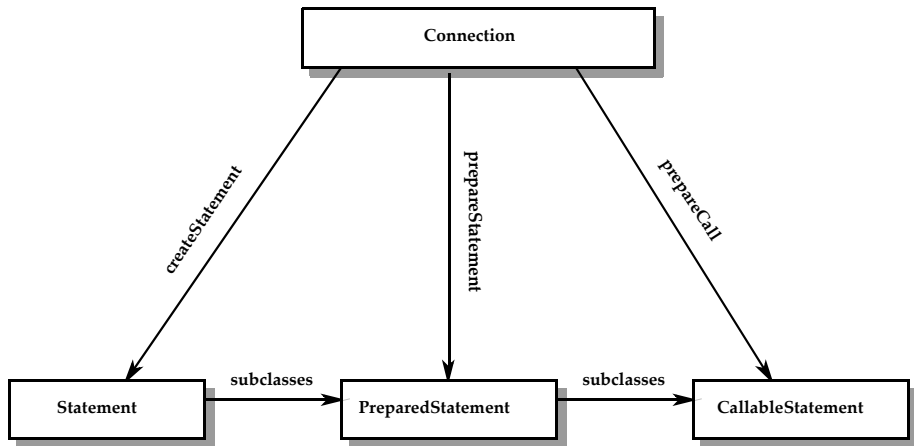 Connection
createStatement
prepareStatement
prepareCall
subclasses
subclasses
Statement
PreparedStatement
CallableStatement